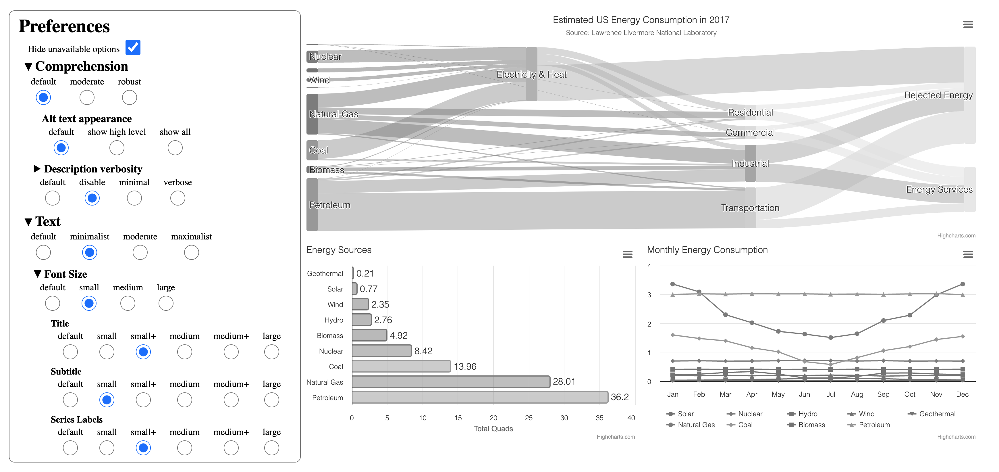 Preferences
Hide unavailable options
Comprehension
default moderate robust
Alt text appearance
default show high level show all
Description verbosity
default disable minimal verbose
Text
default minimalist moderate maximalist
Font Size
default small medium large
Title
default small small+ medium medium+ large
Subtitle
default small small+ medium medium+ large
Series Labels
default small small+ medium medium+ large
Estimated US Energy Consumption in 2017
Source: Lawrence Livermore National Laboratory
Nuclear
Wind
Natural Gas
Coal
Biomass
Petroleum
Electricity & Heat
Residential
Commercial
Industrial
Transportation
Rejected Energy
Energy Services
Highcharts.com
Energy Sources
Geothermal 0.21
Solar 0.77
Wind 2.35
Hydro 2.76
Biomass 4.92
Nuclear 8.42
Coal 13.96
Natural Gas 28.01
Petroleum 36.2
0 5 10 15 20 25 30 35 40
Total Quads
Highcharts.com
Monthly Energy Consumption
4
3
2
1
0
Jan Feb Mar Apr May Jun Jul Aug Sep Oct Nov Dec
Solar Nuclear Hydro Wind Geothermal
Natural Gas Coal Biomass Petroleum
Highcharts.com